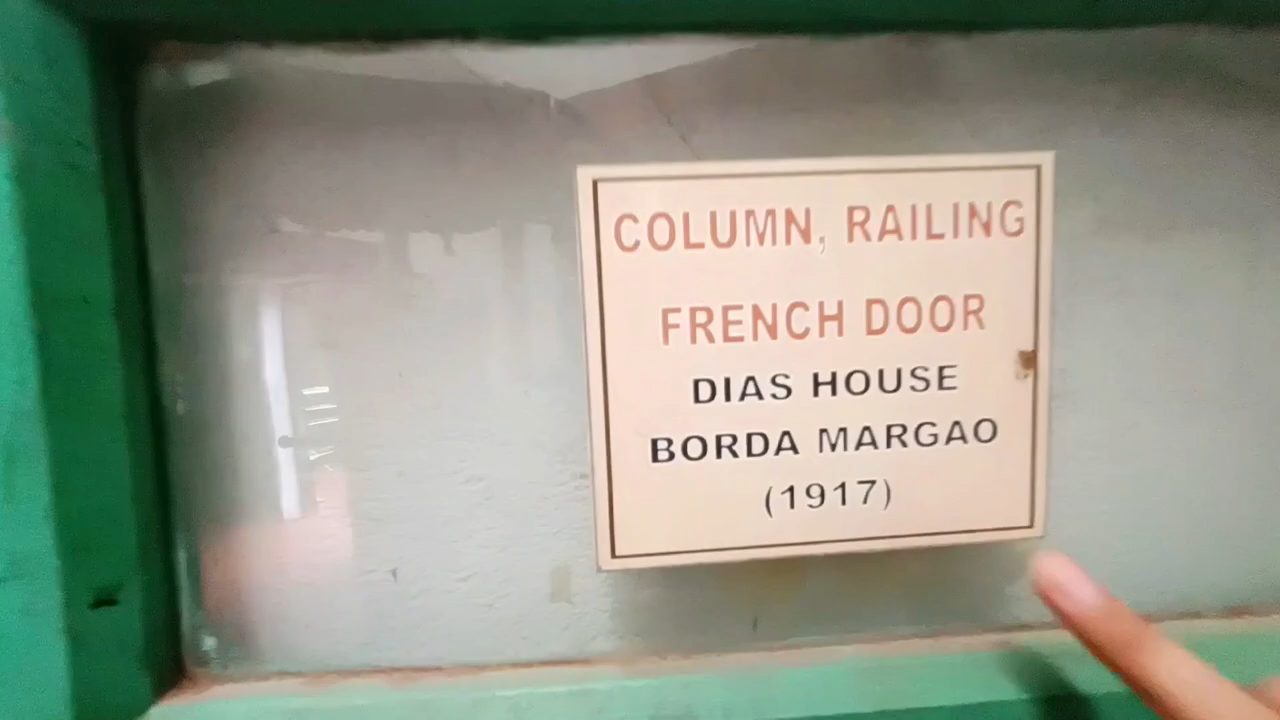 COLUMN, RAILING
FRENCH DOOR
DIAS HOUSE
BORDA MARGAO
(1917)